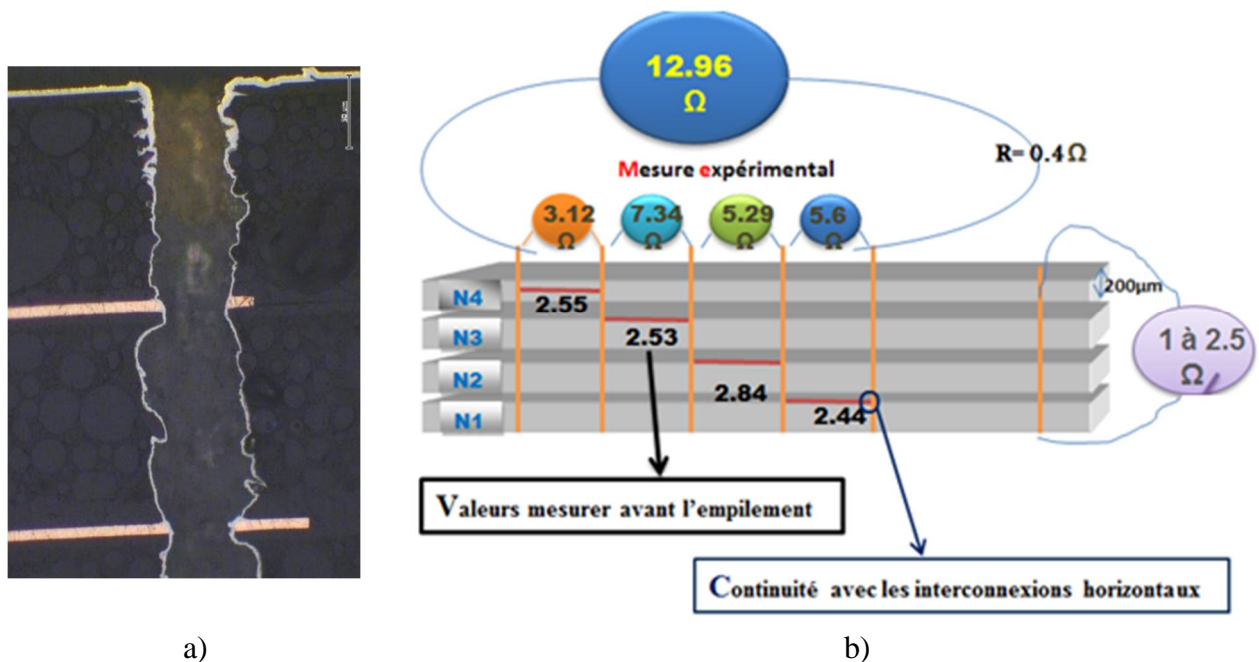 12.96
Ω
R= 0.4 Ω
Mesure expérimental
3.12
Ω
7.34
Ω
5.29
Ω
5.6
Ω
N4
2.55
200µm
N3
2.53
1 à 2.5
Ω
N2
2.84
N1
2.44
Valeurs mesurer avant l’empilement
Continuité avec les interconnexions horizontaux
a)
b)